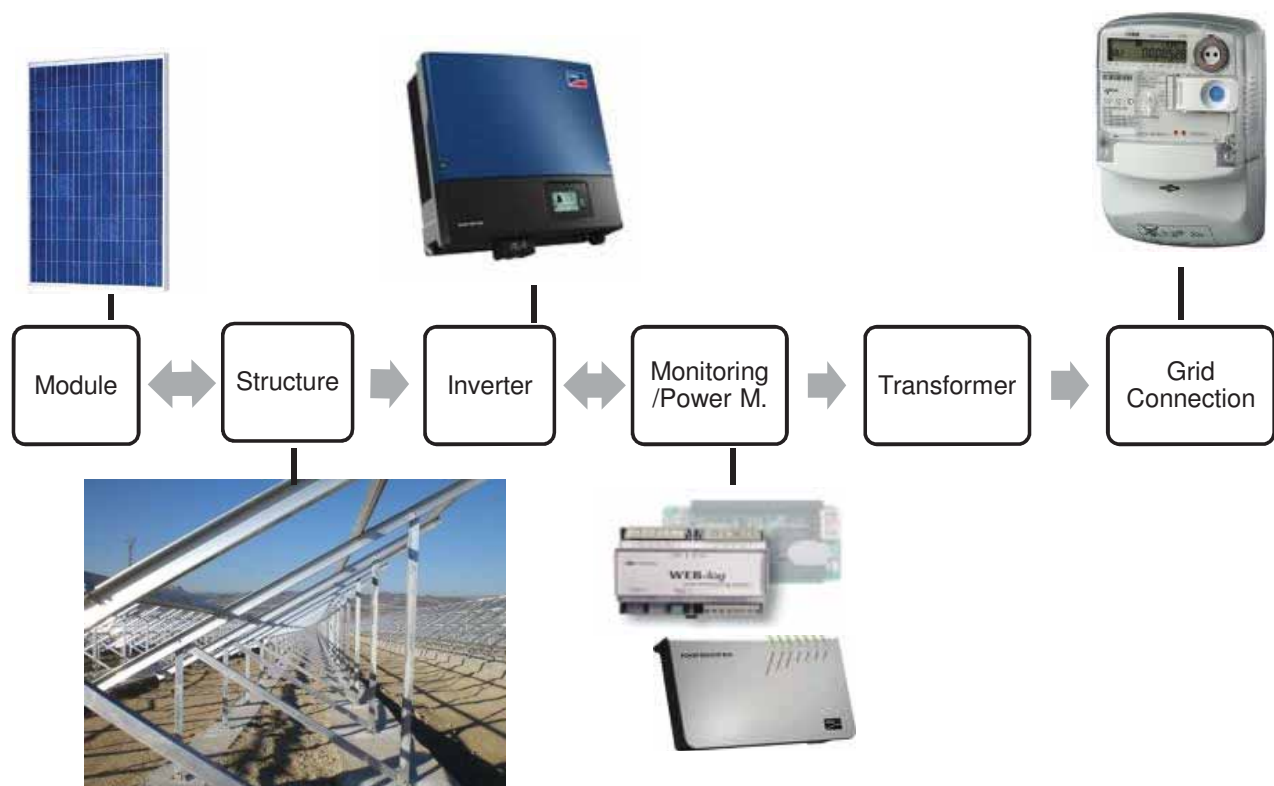 Module
Structure
Inverter
Monitoring
/Power M.
Transformer
Grid
Connection
WEB-log